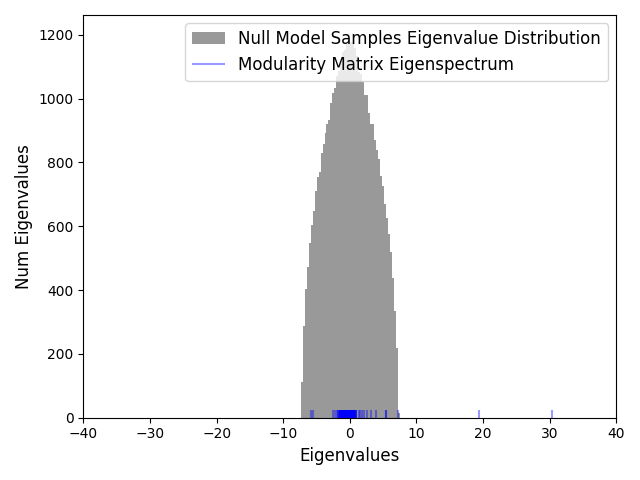 Null Model Samples Eigenvalue Distribution
Modularity Matrix Eigenspectrum
Num Eigenvalues
1200
1000
800
600
400
200
0
−40 −30 −20 −10 0 10 20 30 40
Eigenvalues